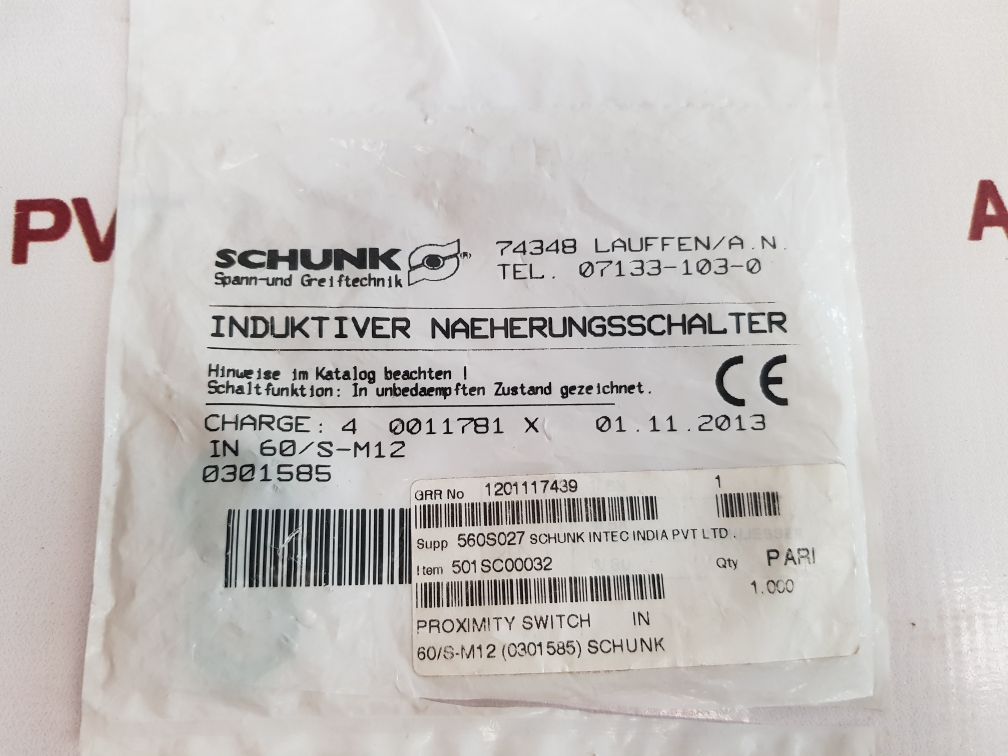 PV
A
SCHUNK (R)
Spann-und Greiftechnik
74348 LAUFFEN/A.N.
TEL. 07133-103-0
INDUKTIVER NAEHERUNGSSCHALTER
Hinweise im Katalog beachten !
Schaltfunktion: In unbedaempften Zustand gezeichnet.
CE
CHARGE: 4 0011781 X 01.11.2013
IN 60/S-M12
0301585
GRR No 1201117439 1
Supp 560S027 SCHUNK INTEC INDIA PVT LTD.
Item 501SC00032 Qty PARI
1.000
PROXIMITY SWITCH IN
60/S-M12 (0301585) SCHUNK